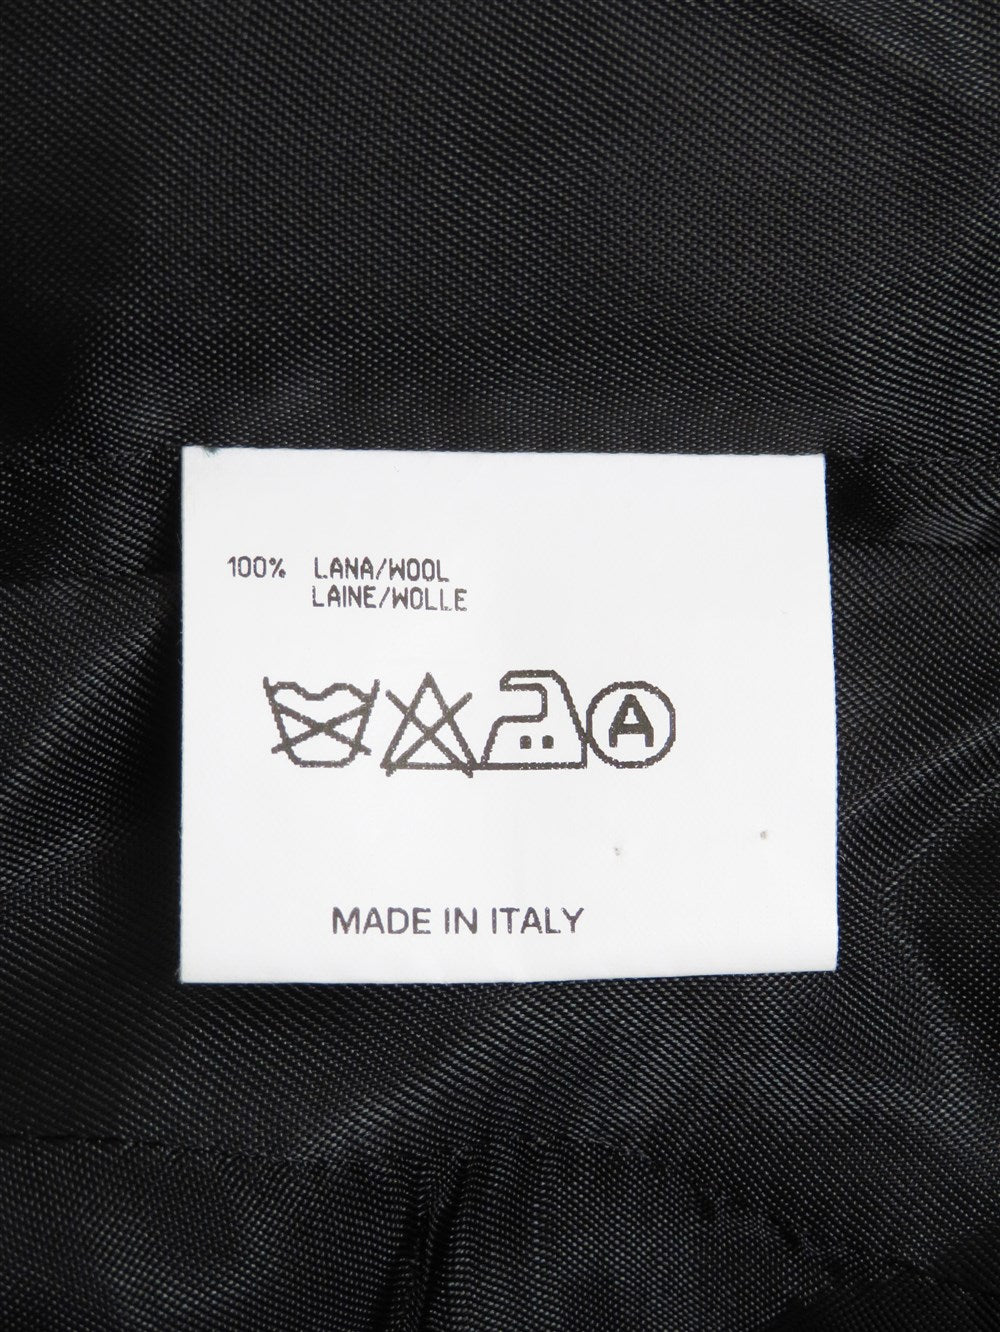 100% LANA/WOOL
LAINE/WOLLE
A
MADE IN ITALY